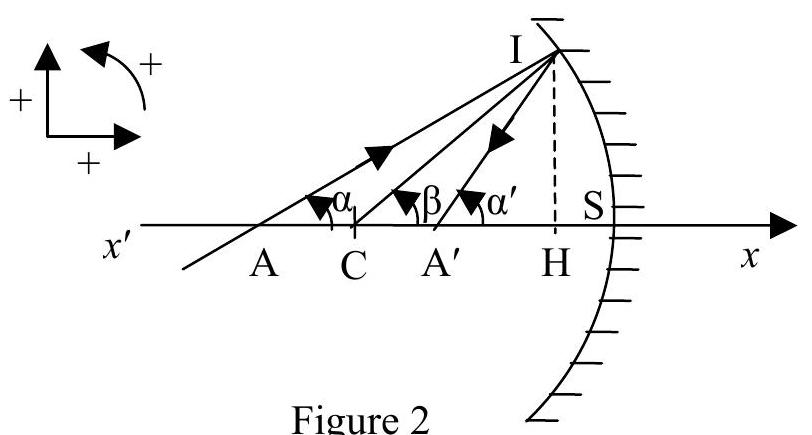 I
+
+
+
α
β
α′
S
x′
A
C
A′
H
x
Figure 2